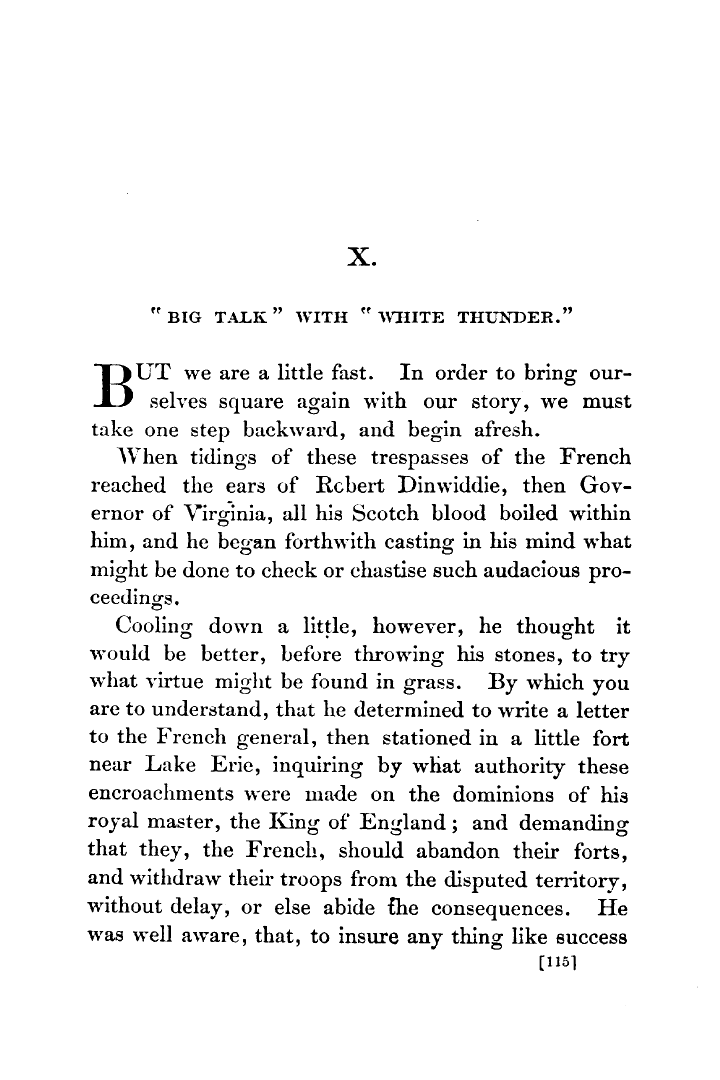 X.
"BIG TALK" WITH "WHITE THUNDER."
BUT we are a little fast. In order to bring our-
selves square again with our story, we must
take one step backward, and begin afresh.
When tidings of these trespasses of the French
reached the ears of Robert Dinwiddie, then Gov-
ernor of Virginia, all his Scotch blood boiled within
him, and he began forthwith casting in his mind what
might be done to check or chastise such audacious pro-
ceedings.
Cooling down a little, however, he thought it
would be better, before throwing his stones, to try
what virtue might be found in grass. By which you
are to understand, that he determined to write a letter
to the French general, then stationed in a little fort
near Lake Erie, inquiring by what authority these
encroachments were made on the dominions of his
royal master, the King of England; and demanding
that they, the French, should abandon their forts,
and withdraw their troops from the disputed territory,
without delay, or else abide the consequences. He
was well aware, that, to insure any thing like success
[115]